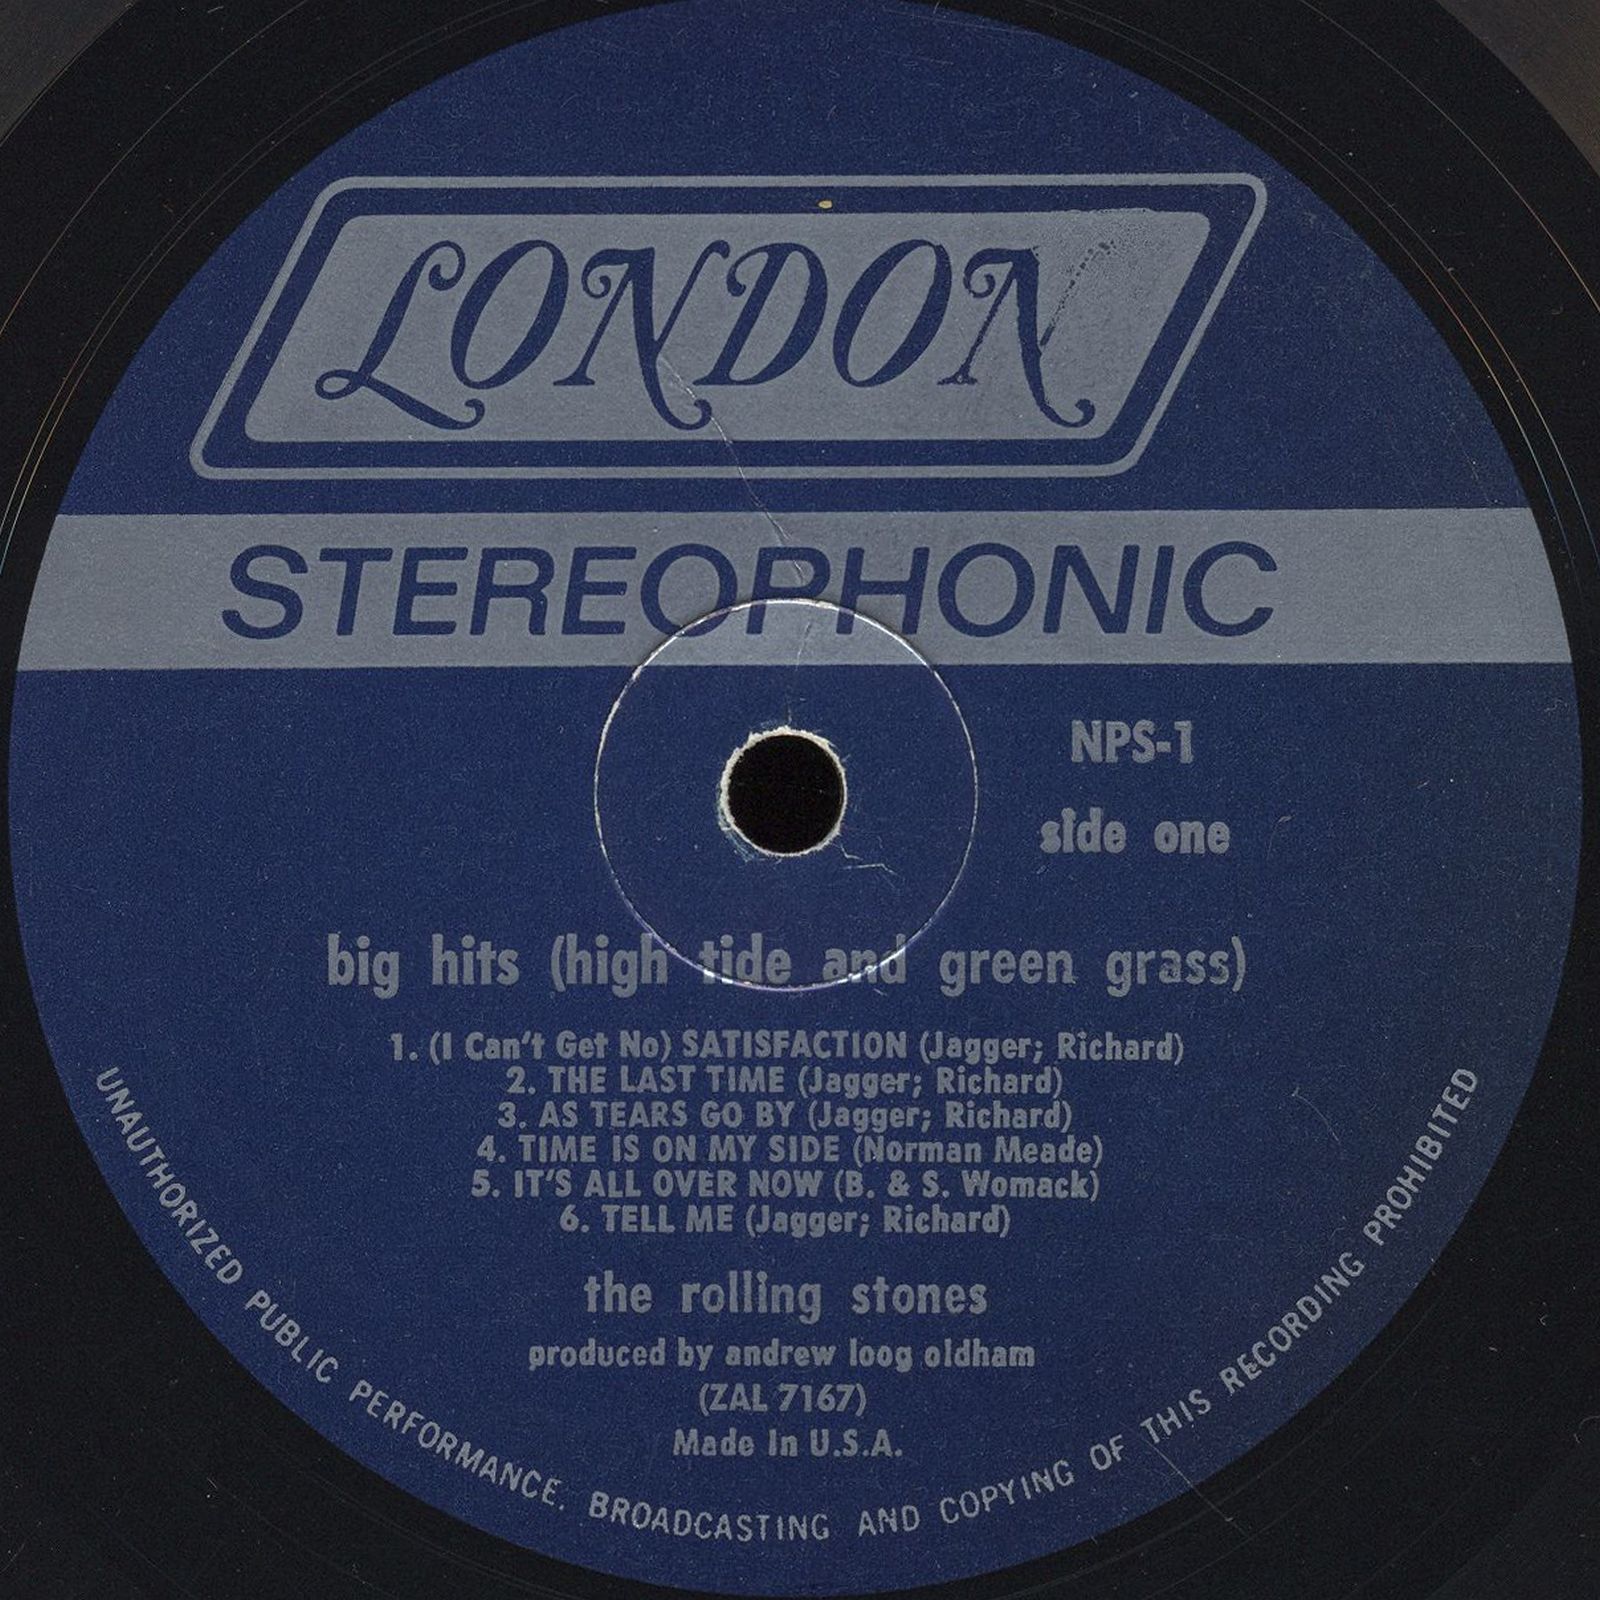 LONDON
STEREOPHONIC
NPS-1
side one
big hits (high tide and green grass)
1. (I Can't Get No) SATISFACTION (Jagger; Richard)
2. THE LAST TIME (Jagger; Richard)
3. AS TEARS GO BY (Jagger; Richard)
4. TIME IS ON MY SIDE (Norman Meade)
5. IT'S ALL OVER NOW (B. & S. Womack)
6. TELL ME (Jagger; Richard)
the rolling stones
produced by andrew loog oldham
(ZAL 7167)
Made In U.S.A.
UNAUTHORIZED PUBLIC PERFORMANCE. BROADCASTING AND COPYING OF THIS RECORDING PROHIBITED